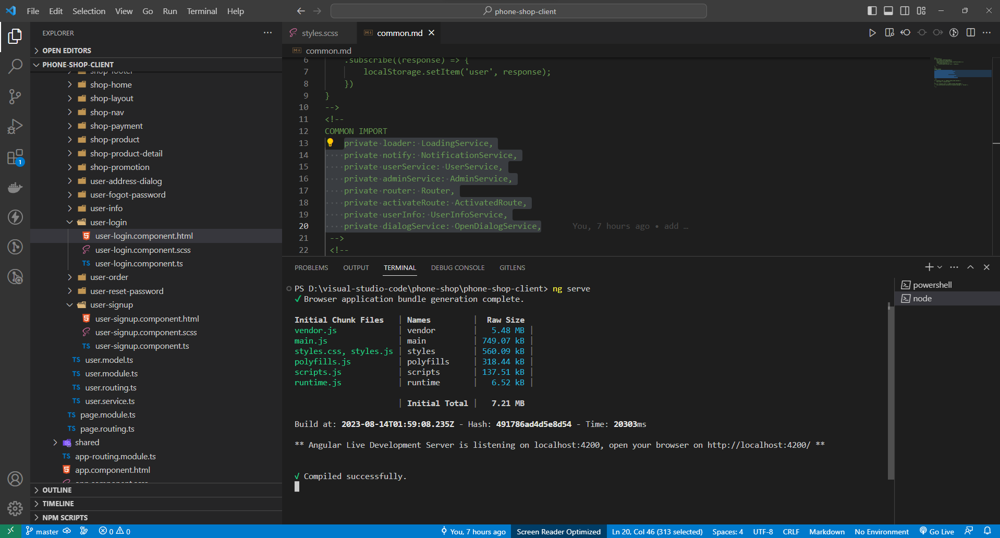 File Edit Selection View Go Run Terminal Help
phone-shop-client
EXPLORER
OPEN EDITORS
PHONE-SHOP-CLIENT
shop-footer
shop-home
shop-layout
shop-nav
shop-payment
shop-product
shop-product-detail
shop-promotion
user-address-dialog
user-fogot-password
user-info
user-login
user-login.component.html
user-login.component.scss
TS user-login.component.ts
user-order
user-reset-password
user-signup
user-signup.component.html
user-signup.component.scss
TS user-signup.component.ts
TS user.model.ts
TS user.module.ts
TS user.routing.ts
TS user.service.ts
TS page.module.ts
TS page.routing.ts
shared
TS app-routing.module.ts
app.component.html
app.component.scss
OUTLINE
TIMELINE
NPM SCRIPTS
1
styles.scss
common.md
common.md
6 .subscribe((response) => {
7 localStorage.setItem('user', response);
8 })
9 }
10 -->
11 <!--
12 COMMON IMPORT
13 private loader: LoadingService,
14 private notify: NotificationService,
15 private userService: UserService,
16 private adminService: AdminService,
17 private router: Router,
18 private activateRoute: ActivatedRoute,
19 private userInfo: UserInfoService,
20 private dialogService: OpenDialogService, You, 7 hours ago • add …
21 -->
22 <!--
PROBLEMS OUTPUT TERMINAL DEBUG CONSOLE GITLENS
PS D:\visual-studio-code\phone-shop\phone-shop-client> ng serve
√ Browser application bundle generation complete.
Initial Chunk Files | Names | Raw Size
vendor.js | vendor | 5.48 MB |
main.js | main | 749.07 kB |
styles.css, styles.js | styles | 560.09 kB |
polyfills.js | polyfills | 318.44 kB |
scripts.js | scripts | 137.51 kB |
runtime.js | runtime | 6.52 kB |
| Initial Total | 7.21 MB
Build at: 2023-08-14T01:59:08.235Z - Hash: 491786ad4d5e8d54 - Time: 20303ms
** Angular Live Development Server is listening on localhost:4200, open your browser on http://localhost:4200/ **
√ Compiled successfully.
powershell
node
master 0 0 You, 7 hours ago Screen Reader Optimized Ln 20, Col 46 (313 selected) Spaces: 4 UTF-8 CRLF Markdown No Environment Go Live